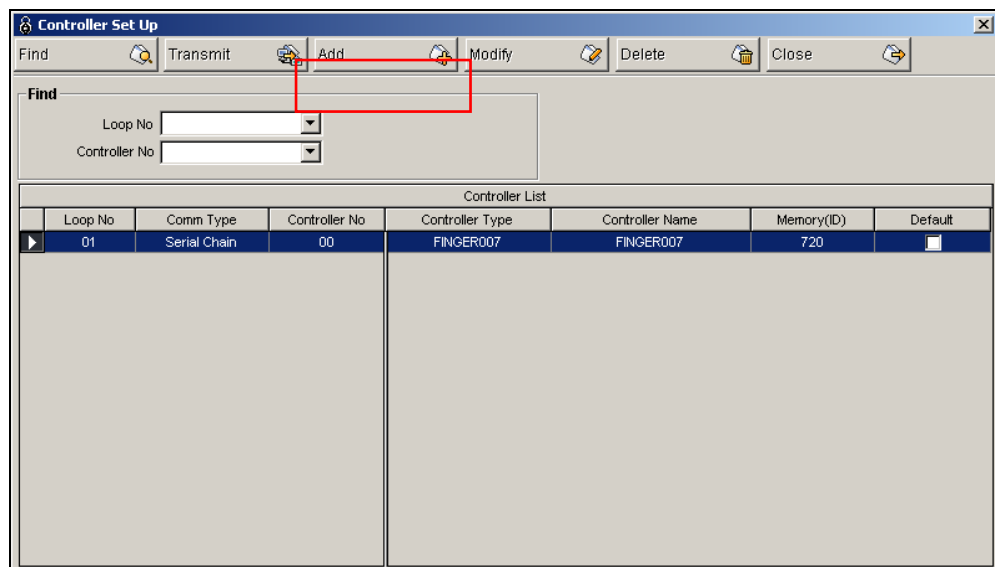 Controller Set Up
Find Transmit Add Modify Delete Close
Find
Loop No
Controller No
Controller List
Loop No Comm Type Controller No Controller Type Controller Name Memory(ID) Default
01 Serial Chain 00 FINGER007 FINGER007 720